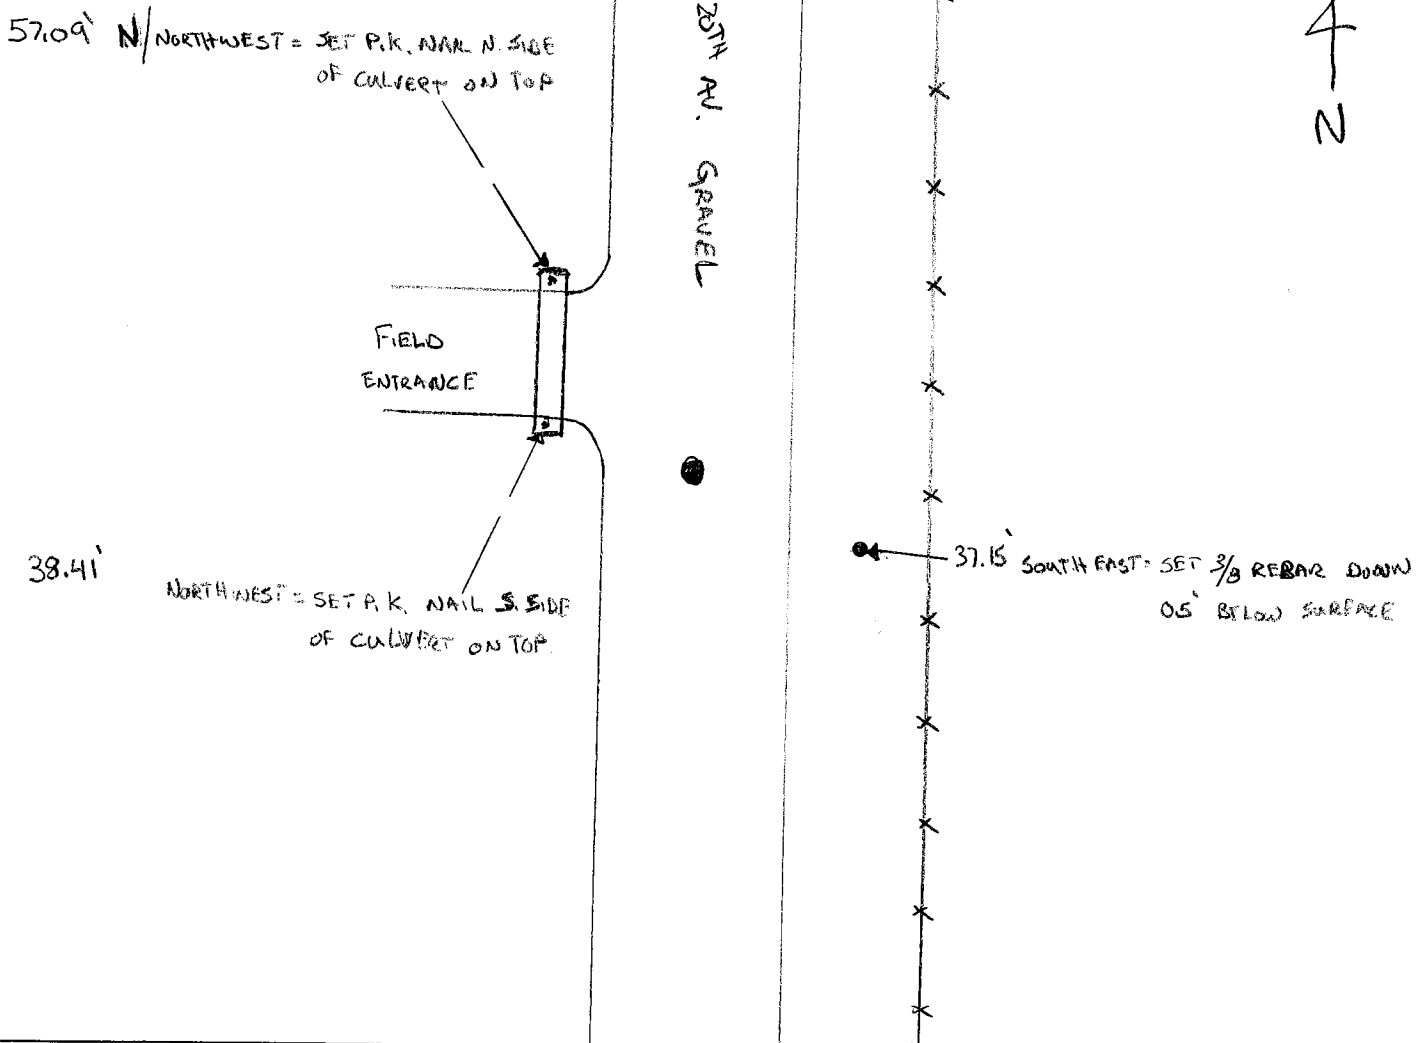 57.09' N/NORTHWEST = SET P.K. NAIL N. SIDE
OF CULVERT ON TOP
20TH AV. GRAVEL
N
FIELD
ENTRANCE
38.41'
NORTHWEST = SET P.K. NAIL S. SIDE
OF CULVERT ON TOP.
37.15' SOUTH EAST = SET 3/8 REBAR DOWN
0.5' BELOW SURFACE